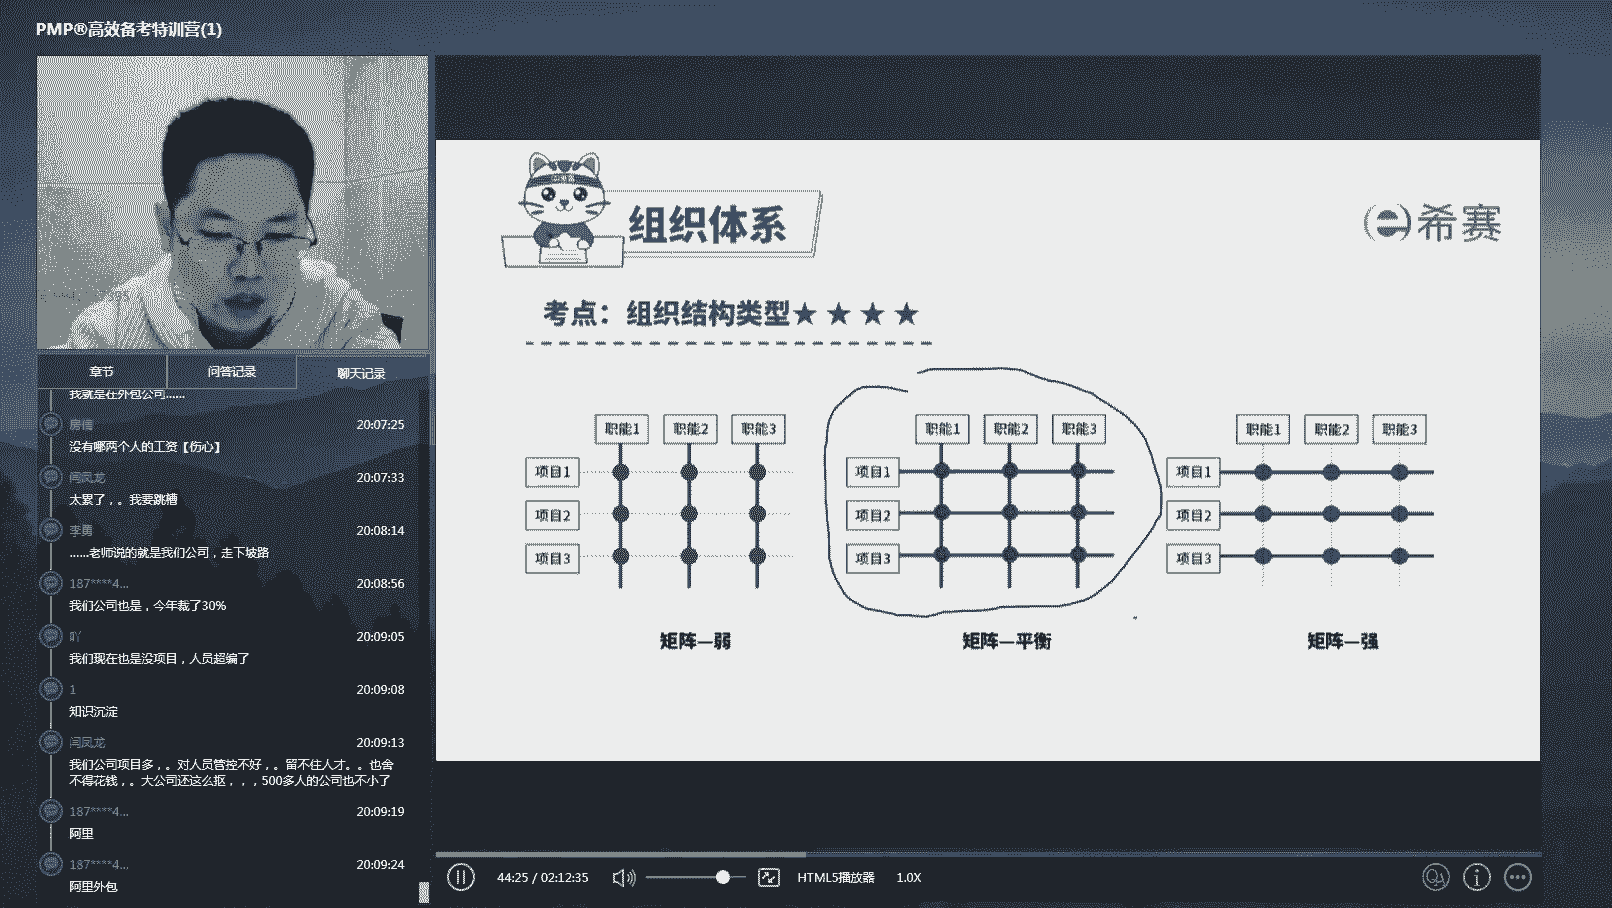 PMP®高效备考特训营(1)
章节
问答记录
聊天记录
我就是在外包公司……
20:07:25
没有哪两个人的工资【伤心】
闫凤龙
20:07:33
太累了，。我要跳槽
李勇
20:08:14
……老师说的就是我们公司，走下坡路
187****4...
20:08:56
我们公司也是，今年裁了30%
吖
20:09:05
我们现在也是没项目，人员超编了
1
20:09:08
知识沉淀
闫凤龙
20:09:13
我们公司项目多，。对人员管控不好，。留不住人才。。也舍
不得花钱，。大公司还这么抠，，，500多人的公司也不小了
187****4...
20:09:19
阿里
187****4...
20:09:24
阿里外包
组织体系
希赛
考点：组织结构类型★★★★
职能1 职能2 职能3
项目1
项目2
项目3
矩阵—弱
职能1 职能2 职能3
项目1
项目2
项目3
矩阵—平衡
职能1 职能2 职能3
项目1
项目2
项目3
矩阵—强
44:25 / 02:12:35
HTML5播放器
1.0X